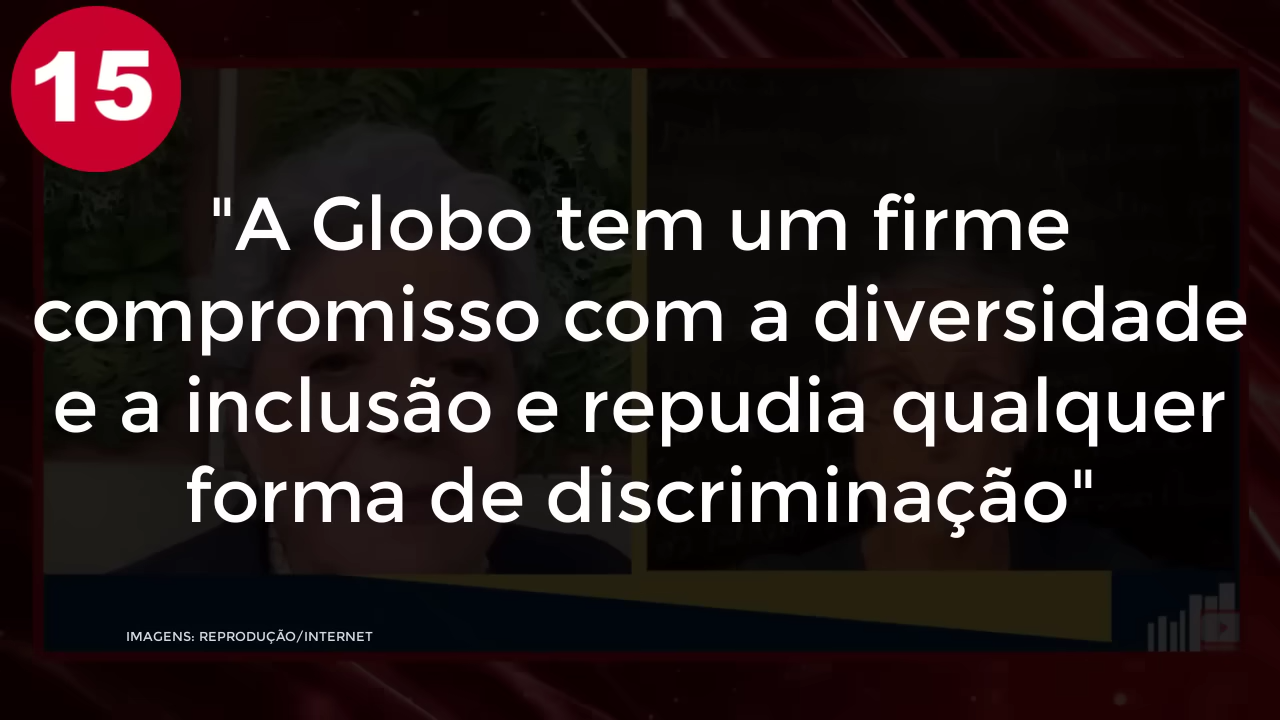 15
"A Globo tem um firme
compromisso com a diversidade
e a inclusão e repudia qualquer
forma de discriminação"
IMAGENS: REPRODUÇÃO/INTERNET